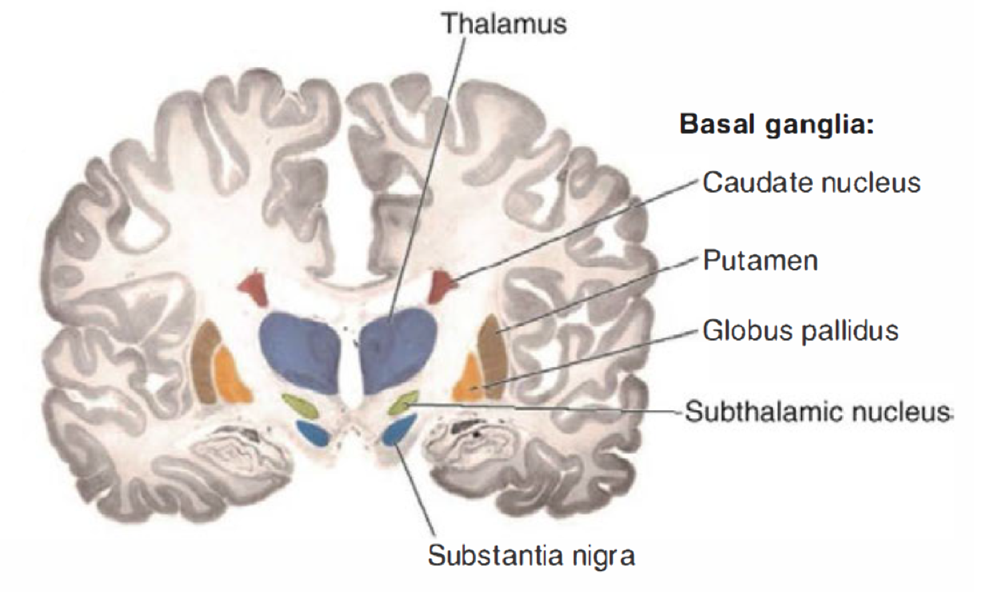 Thalamus
Basal ganglia:
Caudate nucleus
Putamen
Globus pallidus
Subthalamic nucleus
Substantia nigra